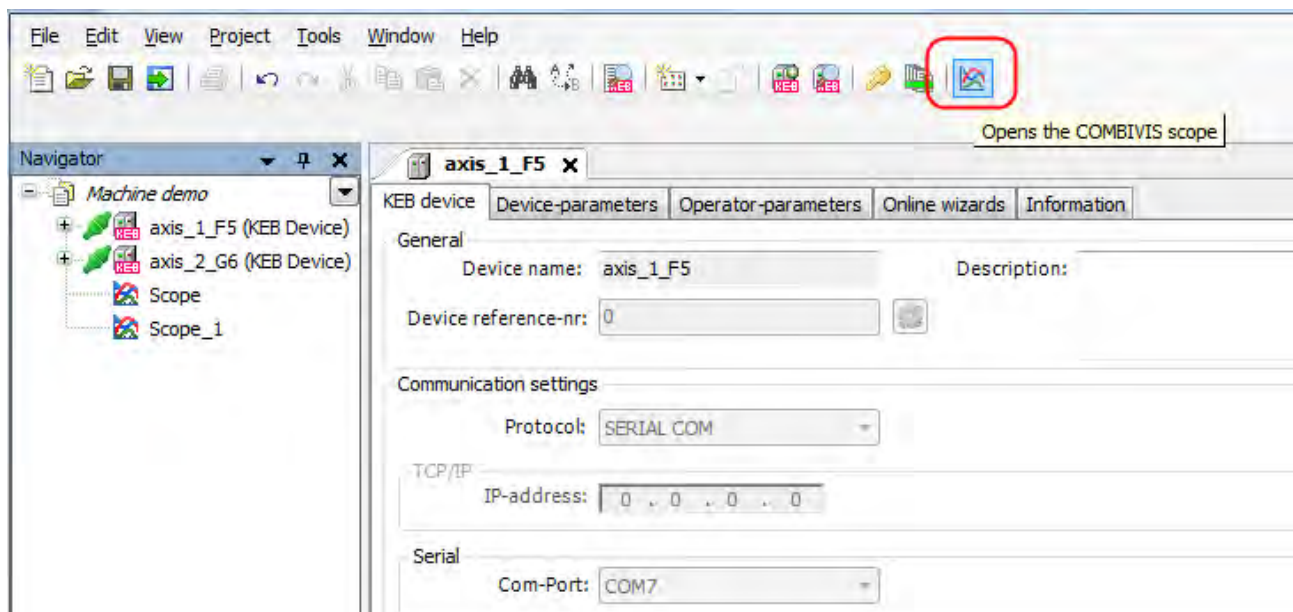 File Edit View Project Tools Window Help
Opens the COMBIVIS scope
Navigator
Machine demo
axis_1_F5 (KEB Device)
axis_2_G6 (KEB Device)
Scope
Scope_1
axis_1_F5
KEB device Device-parameters Operator-parameters Online wizards Information
General
Device name: axis_1_F5 Description:
Device reference-nr: 0
Communication settings
Protocol: SERIAL COM
TCP/IP
IP-address: 0 . 0 . 0 . 0
Serial
Com-Port: COM7